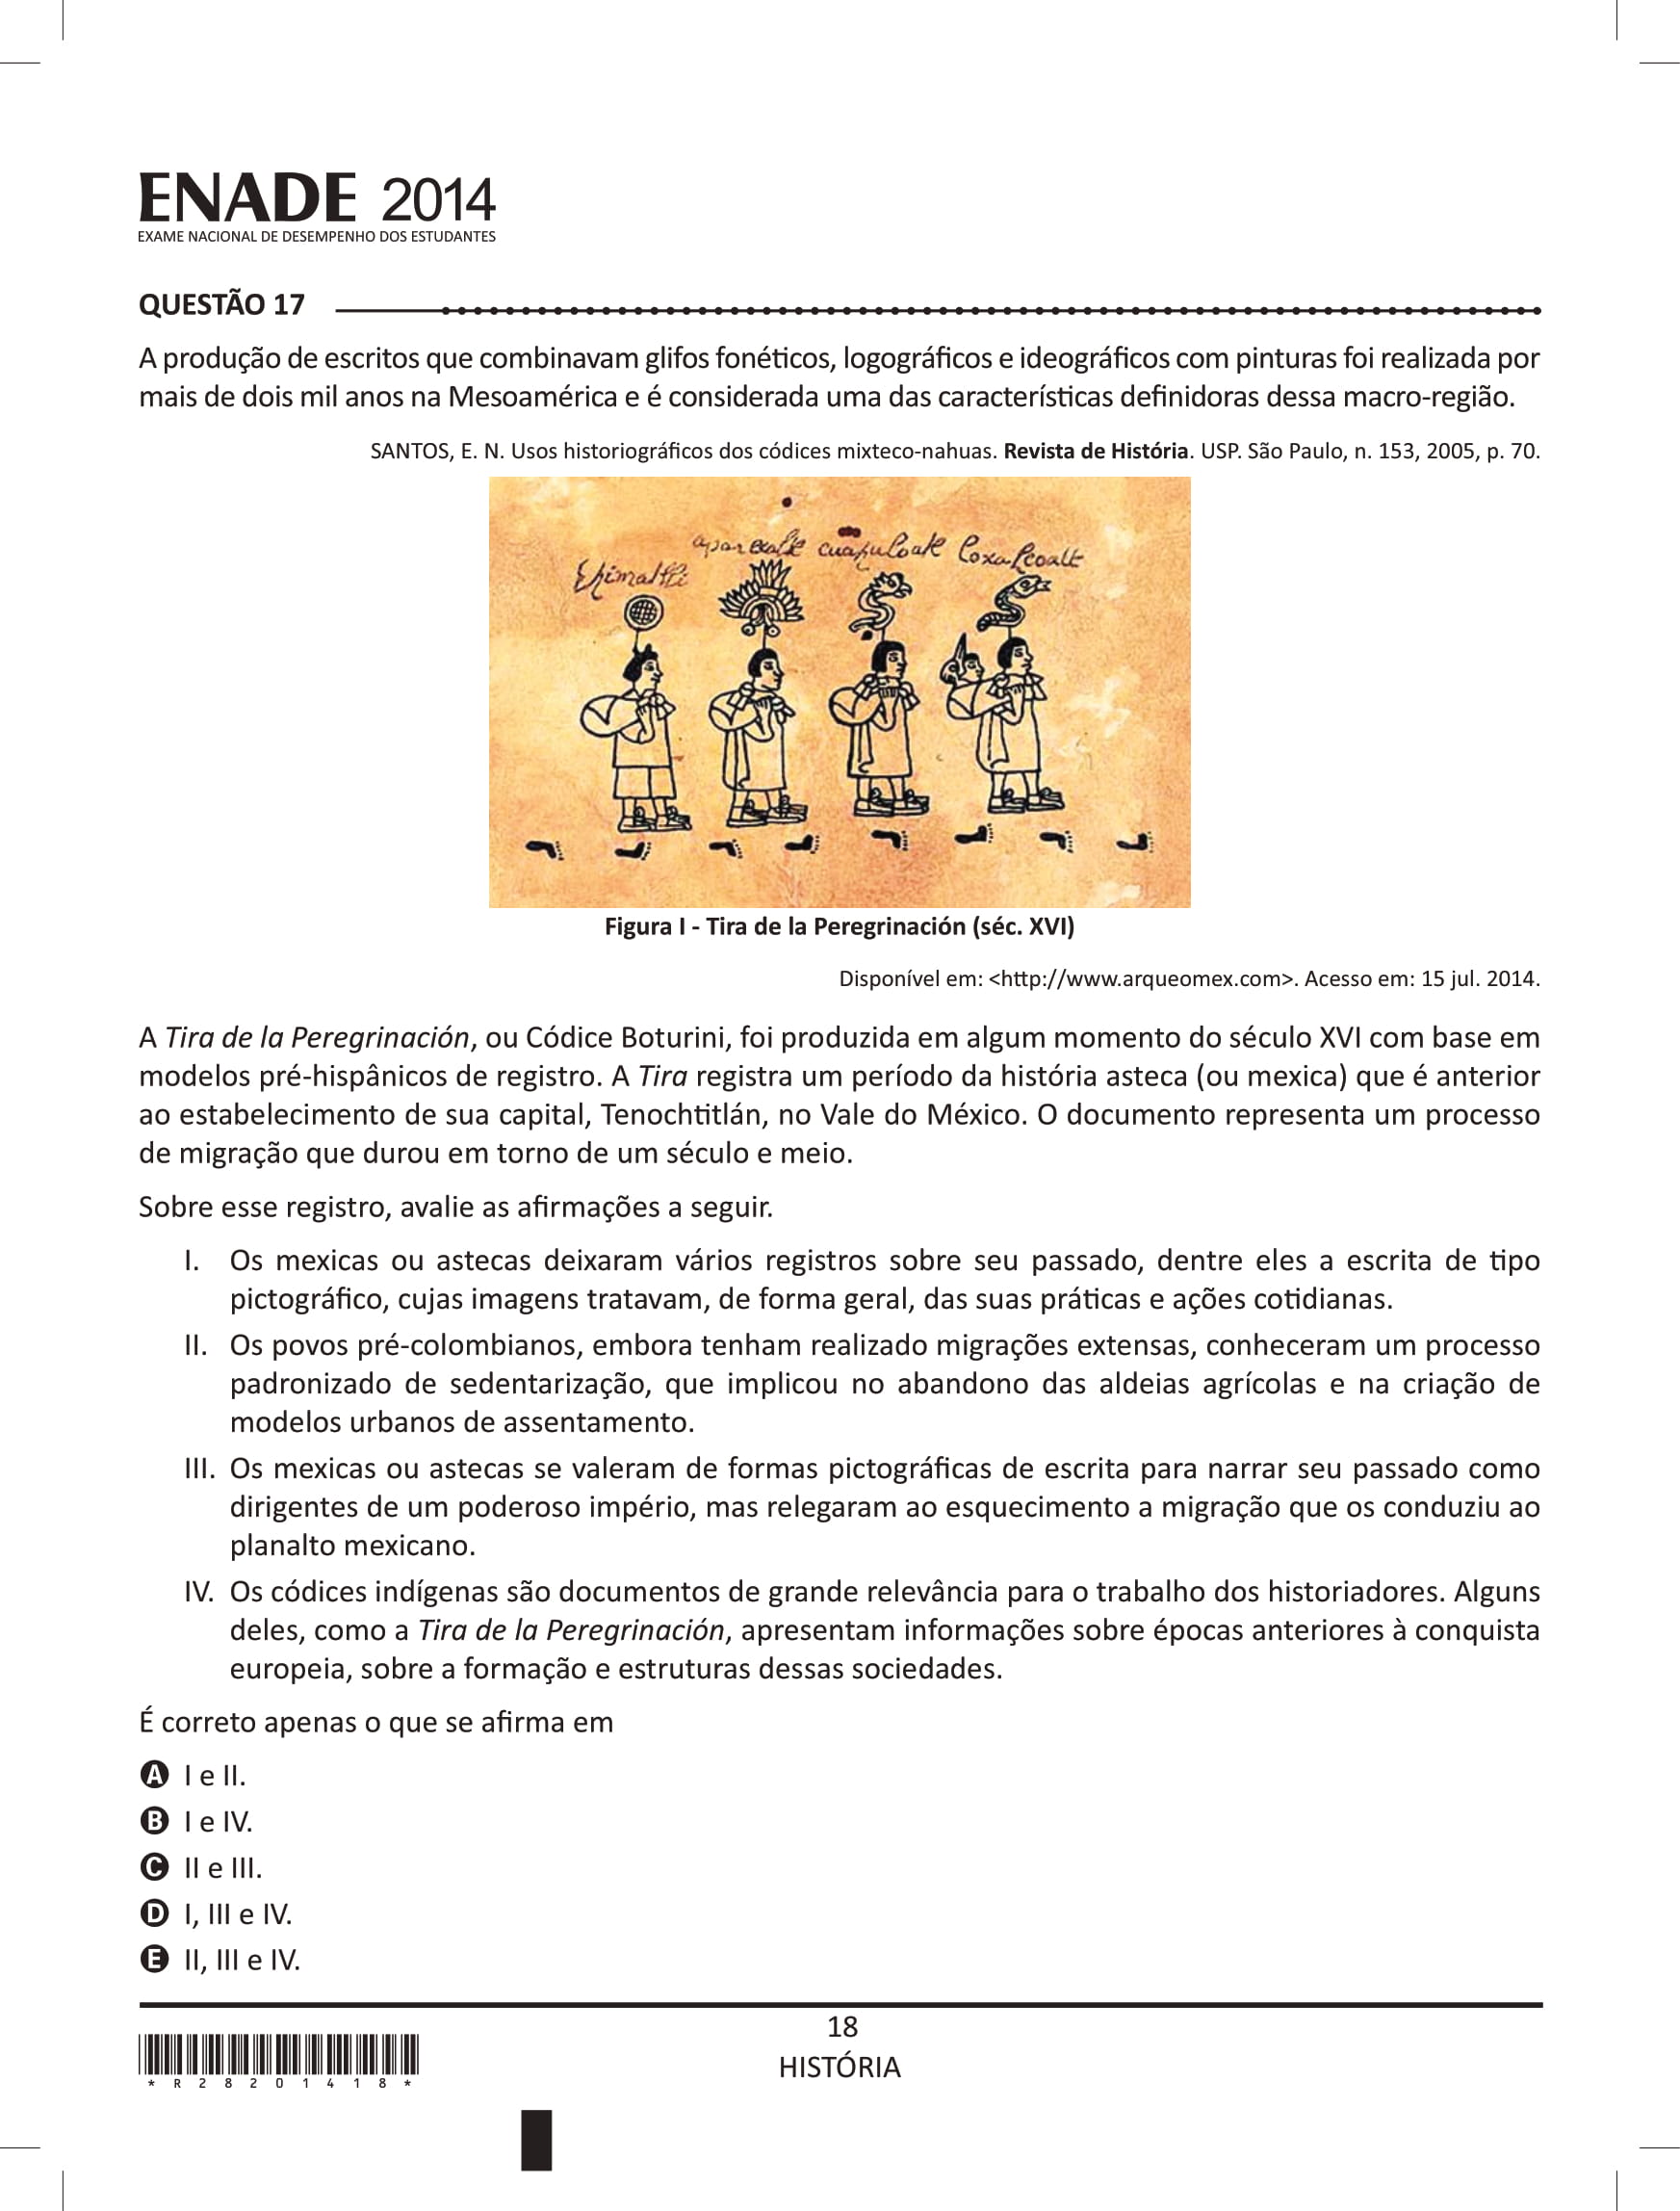 ENADE 2014
EXAME NACIONAL DE DESEMPENHO DOS ESTUDANTES
QUESTÃO 17
A produção de escritos que combinavam glifos fonéticos, logográficos e ideográficos com pinturas foi realizada por
mais de dois mil anos na Mesoamérica e é considerada uma das características definidoras dessa macro-região.
SANTOS, E. N. Usos historiográficos dos códices mixteco-nahuas. Revista de História. USP. São Paulo, n. 153, 2005, p. 70.
Figura I - Tira de la Peregrinación (séc. XVI)
Disponível em: <http://www.arqueomex.com>. Acesso em: 15 jul. 2014.
A Tira de la Peregrinación, ou Códice Boturini, foi produzida em algum momento do século XVI com base em
modelos pré-hispânicos de registro. A Tira registra um período da história asteca (ou mexica) que é anterior
ao estabelecimento de sua capital, Tenochtitlán, no Vale do México. O documento representa um processo
de migração que durou em torno de um século e meio.
Sobre esse registro, avalie as afirmações a seguir.
I. Os mexicas ou astecas deixaram vários registros sobre seu passado, dentre eles a escrita de tipo
pictográfico, cujas imagens tratavam, de forma geral, das suas práticas e ações cotidianas.
II. Os povos pré-colombianos, embora tenham realizado migrações extensas, conheceram um processo
padronizado de sedentarização, que implicou no abandono das aldeias agrícolas e na criação de
modelos urbanos de assentamento.
III. Os mexicas ou astecas se valeram de formas pictográficas de escrita para narrar seu passado como
dirigentes de um poderoso império, mas relegaram ao esquecimento a migração que os conduziu ao
planalto mexicano.
IV. Os códices indígenas são documentos de grande relevância para o trabalho dos historiadores. Alguns
deles, como a Tira de la Peregrinación, apresentam informações sobre épocas anteriores à conquista
europeia, sobre a formação e estruturas dessas sociedades.
É correto apenas o que se afirma em
A I e II.
B I e IV.
C II e III.
D I, III e IV.
E II, III e IV.
18
HISTÓRIA
* R 2 8 2 0 1 4 1 8 *